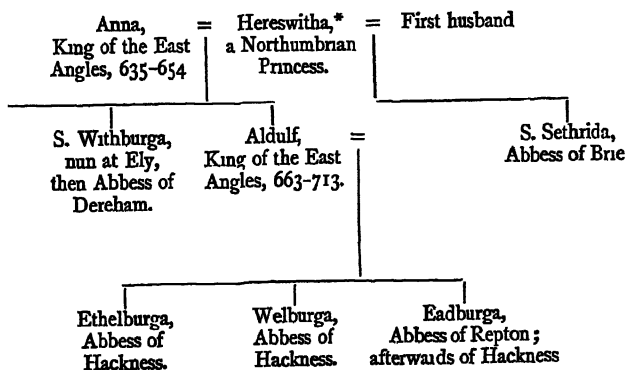 Anna,
King of the East
Angles, 635-654
=
Hereswitha,*
a Northumbrian
Princess.
=
First husband
S. Withburga,
nun at Ely,
then Abbess of
Dereham.
Aldulf,
King of the East
Angles, 663-713.
=
S. Sethrida,
Abbess of Brie
Ethelburga,
Abbess of
Hackness.
Welburga,
Abbess of
Hackness.
Eadburga,
Abbess of Repton;
afterwards of Hackness